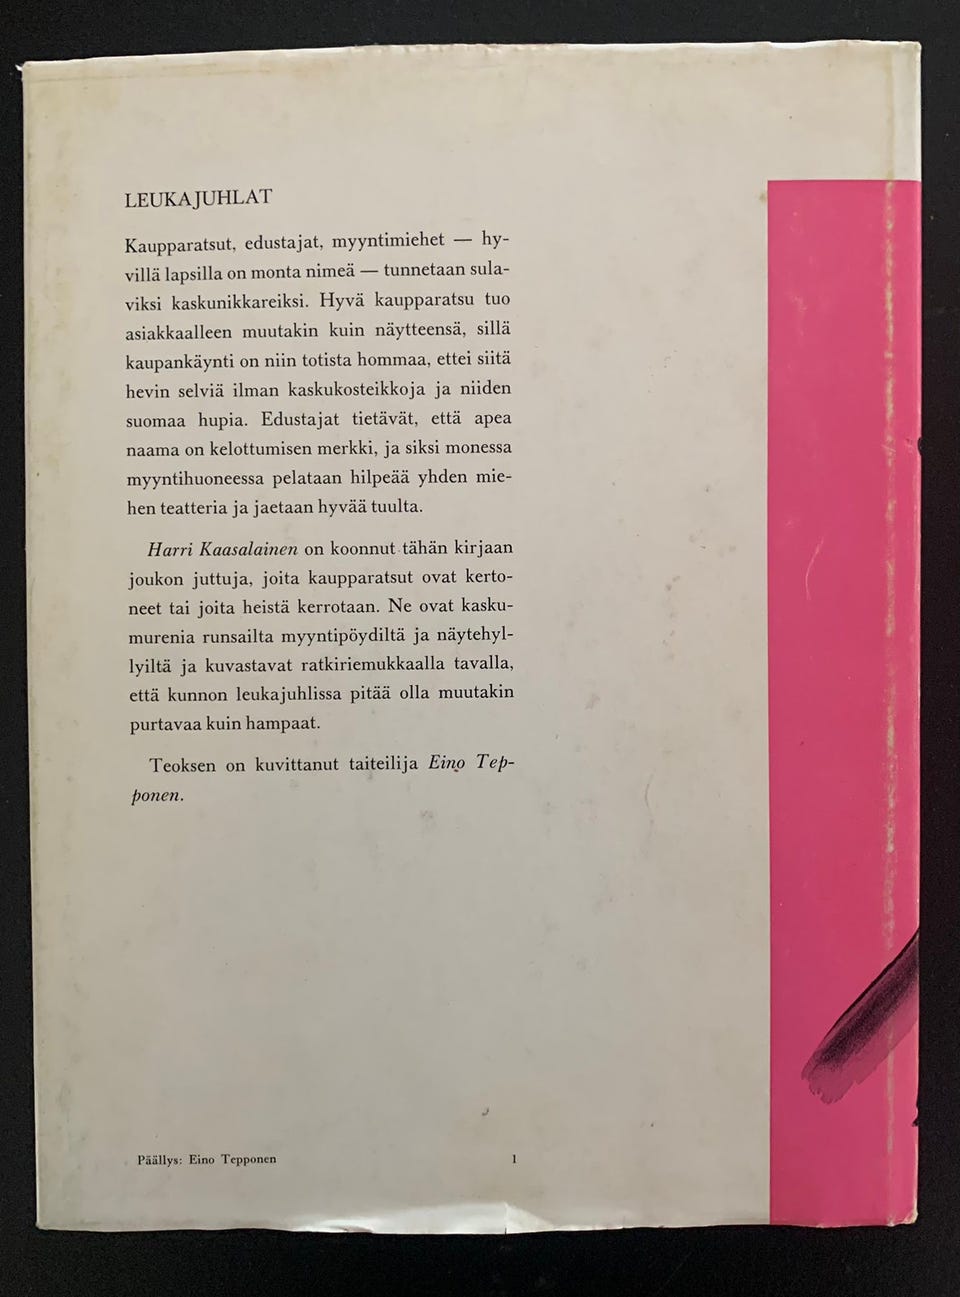 LEUKAJUHLAT
Kaupparatsut, edustajat, myyntimiehet — hy-
villä lapsilla on monta nimeä — tunnetaan sula-
viksi kaskunikkareiksi. Hyvä kaupparatsu tuo
asiakkaalleen muutakin kuin näytteensä, sillä
kaupankäynti on niin totista hommaa, ettei siitä
hevin selviä ilman kaskukosteikkoja ja niiden
suomaa hupia. Edustajat tietävät, että apea
naama on kelottumisen merkki, ja siksi monessa
myyntihuoneessa pelataan hilpeää yhden mie-
hen teatteria ja jaetaan hyvää tuulta.
Harri Kaasalainen on koonnut tähän kirjaan
joukon juttuja, joita kaupparatsut ovat kerto-
neet tai joita heistä kerrotaan. Ne ovat kasku-
murenia runsailta myyntipöydiltä ja näytehyl-
lyiltä ja kuvastavat ratkiriemukkaalla tavalla,
että kunnon leukajuhlissa pitää olla muutakin
purtavaa kuin hampaat.
Teoksen on kuvittanut taiteilija Eino Tep-
ponen.
Päällys: Eino Tepponen 1